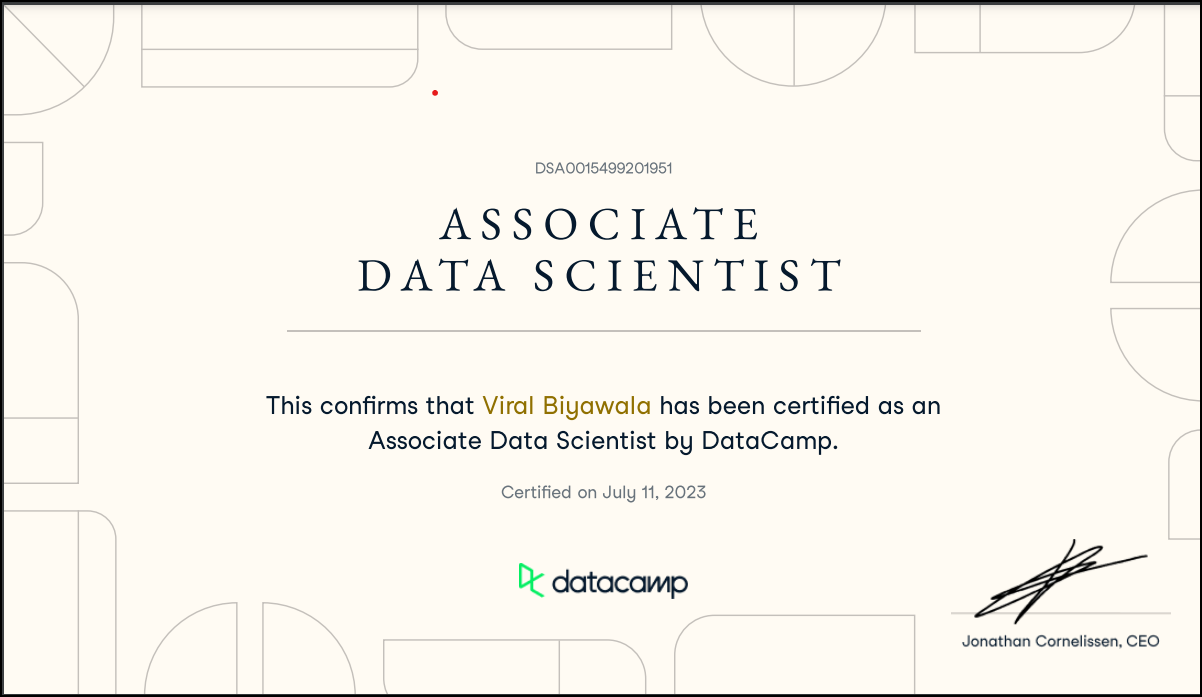 DSA0015499201951
ASSOCIATE
DATA SCIENTIST
This confirms that Viral Biyawala has been certified as an
Associate Data Scientist by DataCamp.
Certified on July 11, 2023
datacamp
Jonathan Cornelissen, CEO